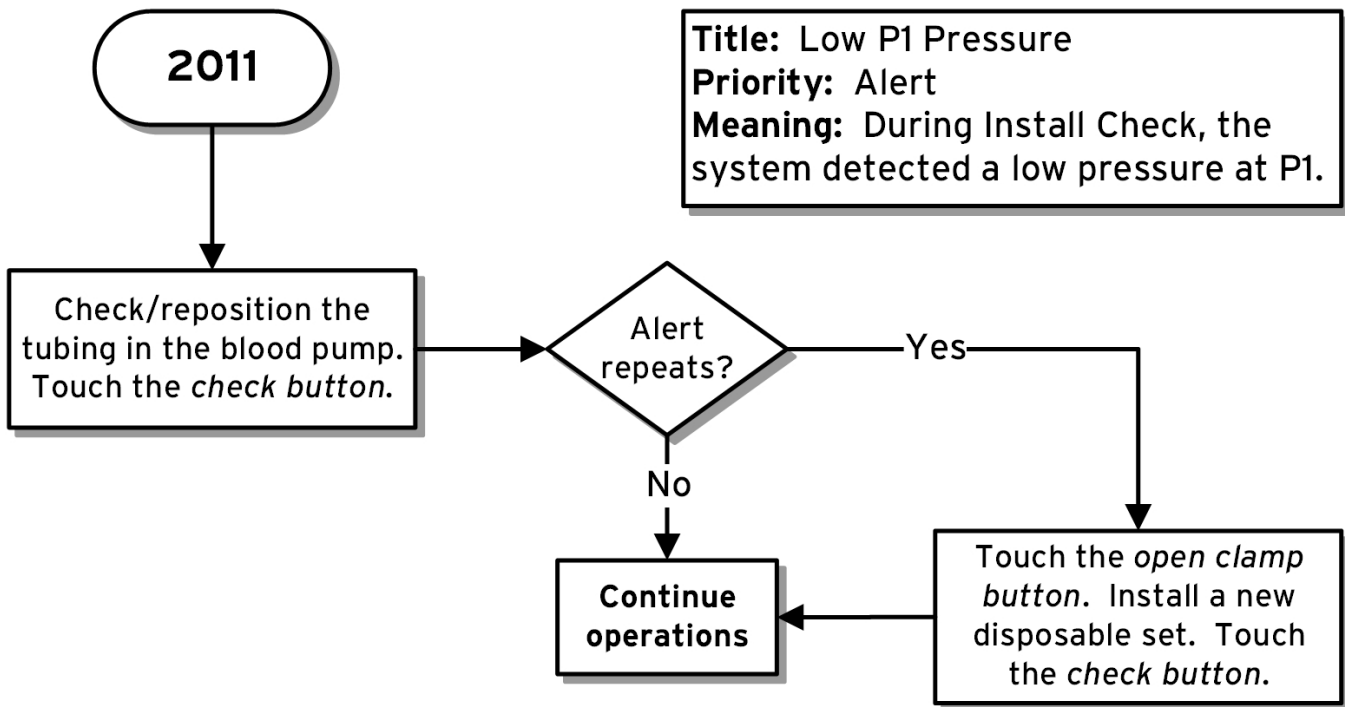 2011
Title: Low P1 Pressure
Priority: Alert
Meaning: During Install Check, the
system detected a low pressure at P1.
Check/reposition the
tubing in the blood pump.
Touch the check button.
Alert
repeats?
Yes
No
Continue
operations
Touch the open clamp
button. Install a new
disposable set. Touch
the check button.